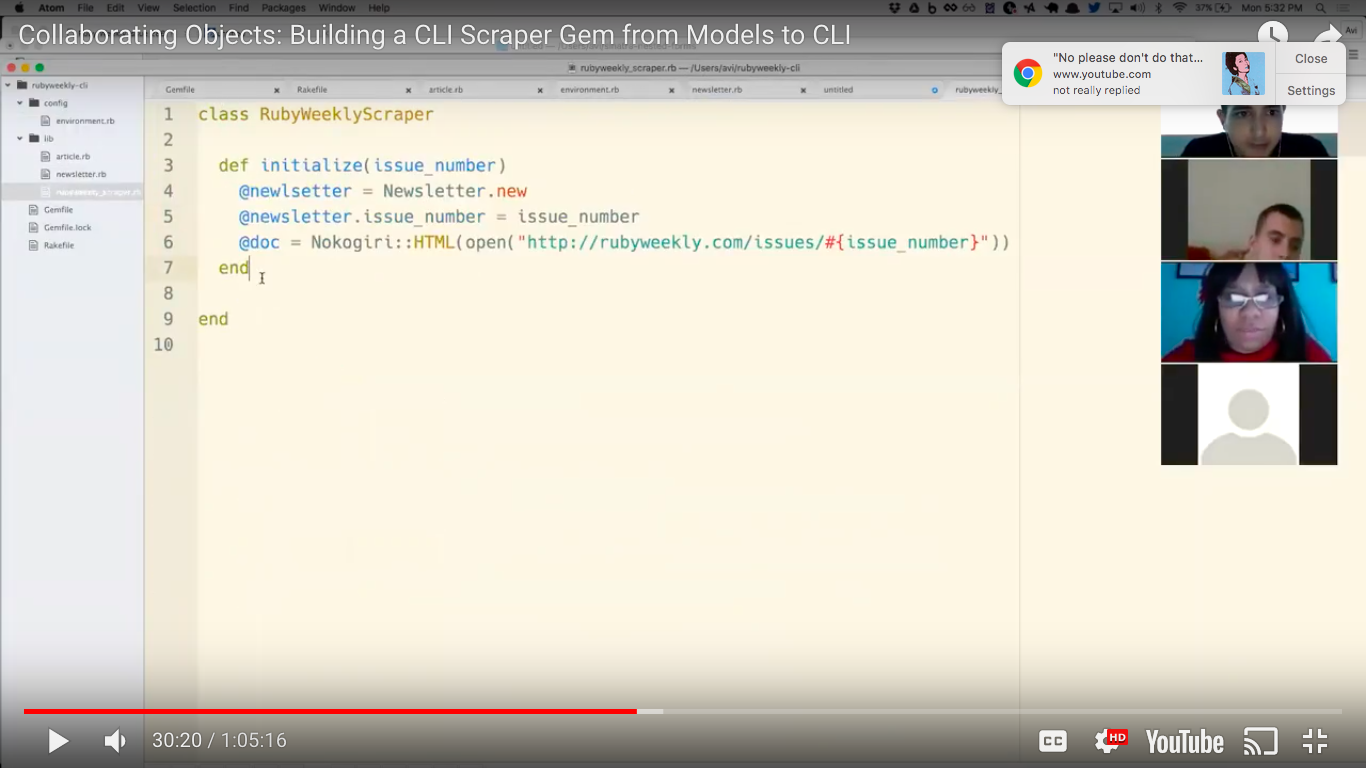 Atom File Edit View Selection Find Packages Window Help
37% Mon 5:32 PM
Collaborating Objects: Building a CLI Scraper Gem from Models to CLI
Avi
"No please don't do that...
www.youtube.com
not really replied
Close
Settings
rubyweekly_scraper.rb — /Users/avi/rubyweekly-cli
Gemfile Rakefile article.rb environment.rb newsletter.rb untitled rubyweekly_
rubyweekly-cli
config
environment.rb
lib
article.rb
newsletter.rb
rubyweekly_scraper.rb
Gemfile
Gemfile.lock
Rakefile
1 class RubyWeeklyScraper
2
3 def initialize(issue_number)
4 @newlsetter = Newsletter.new
5 @newsletter.issue_number = issue_number
6 @doc = Nokogiri::HTML(open("http://rubyweekly.com/issues/#{issue_number}"))
7 end
8
9 end
10
30:20 / 1:05:16
CC
HD
YouTube